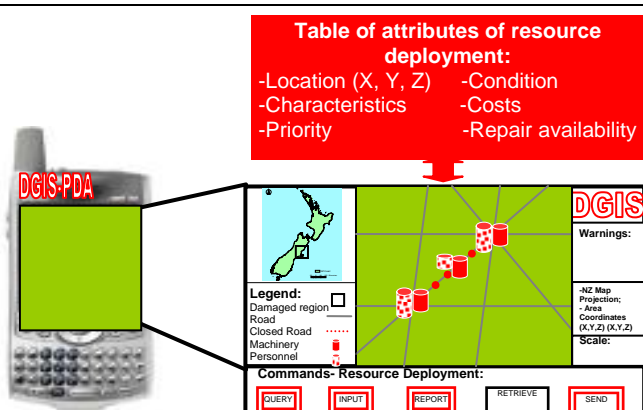 Table of attributes of resource
deployment:
-Location (X, Y, Z) -Condition
-Characteristics -Costs
-Priority -Repair availability
DGIS-PDA
DGIS
Warnings:
-NZ Map
Projection;
- Area
Coordinates
(X,Y,Z) (X,Y,Z)
Scale:
Legend:
Damaged region
Road
Closed Road
Machinery
Personnel
Commands- Resource Deployment:
QUERY INPUT REPORT RETRIEVE SEND